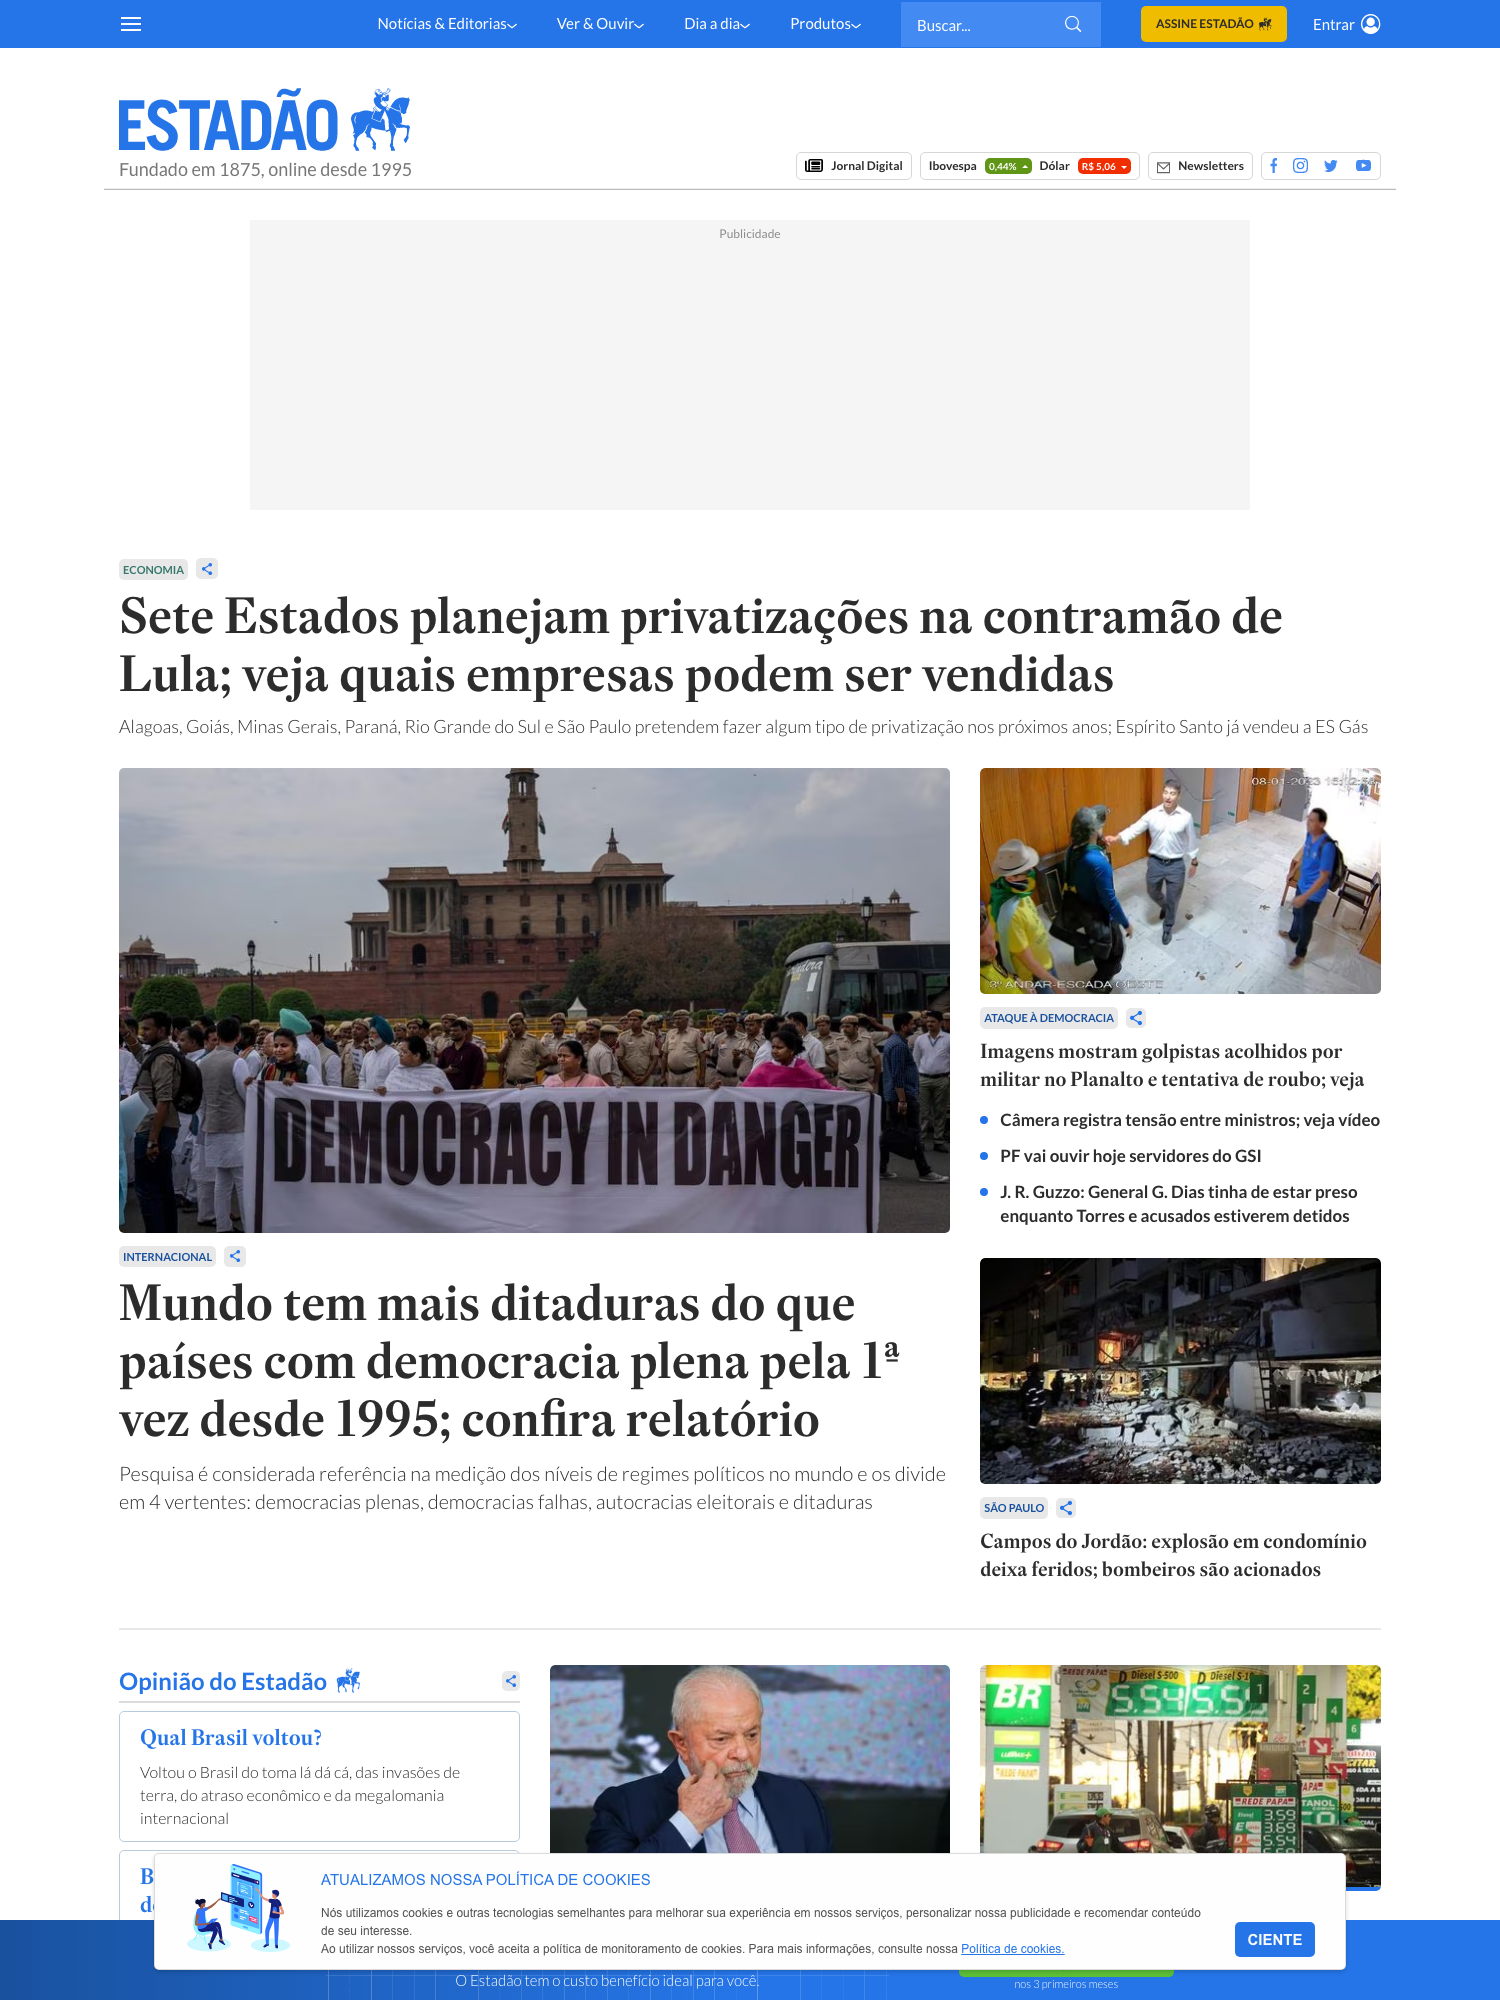 Notícias & Editorias
Ver & Ouvir
Dia a dia
Produtos
Buscar...
ASSINE ESTADÃO
Entrar
ESTADÃO
Fundado em 1875, online desde 1995
Jornal Digital
Ibovespa 0,44% Dólar R$ 5,06
Newsletters
Publicidade
ECONOMIA
Sete Estados planejam privatizações na contramão de
Lula; veja quais empresas podem ser vendidas
Alagoas, Goiás, Minas Gerais, Paraná, Rio Grande do Sul e São Paulo pretendem fazer algum tipo de privatização nos próximos anos; Espírito Santo já vendeu a ES Gás
DEMOCRACY IN DANGER
INTERNACIONAL
Mundo tem mais ditaduras do que
países com democracia plena pela 1ª
vez desde 1995; confira relatório
Pesquisa é considerada referência na medição dos níveis de regimes políticos no mundo e os divide
em 4 vertentes: democracias plenas, democracias falhas, autocracias eleitorais e ditaduras
3º ANDAR-ESCADA OESTE
ATAQUE À DEMOCRACIA
Imagens mostram golpistas acolhidos por
militar no Planalto e tentativa de roubo; veja
Câmera registra tensão entre ministros; veja vídeo
PF vai ouvir hoje servidores do GSI
J. R. Guzzo: General G. Dias tinha de estar preso
enquanto Torres e acusados estiverem detidos
SÃO PAULO
Campos do Jordão: explosão em condomínio
deixa feridos; bombeiros são acionados
Opinião do Estadão
Qual Brasil voltou?
Voltou o Brasil do toma lá dá cá, das invasões de
terra, do atraso econômico e da megalomania
internacional
REDE PAPA
Diesel S-500
BR
5.54
REDE PAPA
ATUALIZAMOS NOSSA POLÍTICA DE COOKIES
Nós utilizamos cookies e outras tecnologias semelhantes para melhorar sua experiência em nossos serviços, personalizar nossa publicidade e recomendar conteúdo
de seu interesse.
Ao utilizar nossos serviços, você aceita a política de monitoramento de cookies. Para mais informações, consulte nossa Política de cookies.
CIENTE
O Estadão tem o custo benefício ideal para você.
nos 3 primeiros meses